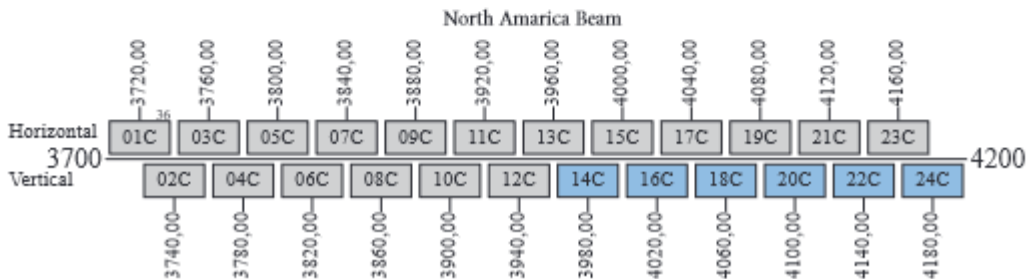 North Amarica Beam
3720,00 3760,00 3800,00 3840,00 3880,00 3920,00 3960,00 4000,00 4040,00 4080,00 4120,00 4160,00
36
Horizontal 01C 03C 05C 07C 09C 11C 13C 15C 17C 19C 21C 23C
3700 4200
Vertical 02C 04C 06C 08C 10C 12C 14C 16C 18C 20C 22C 24C
3740,00 3780,00 3820,00 3860,00 3900,00 3940,00 3980,00 4020,00 4060,00 4100,00 4140,00 4180,00